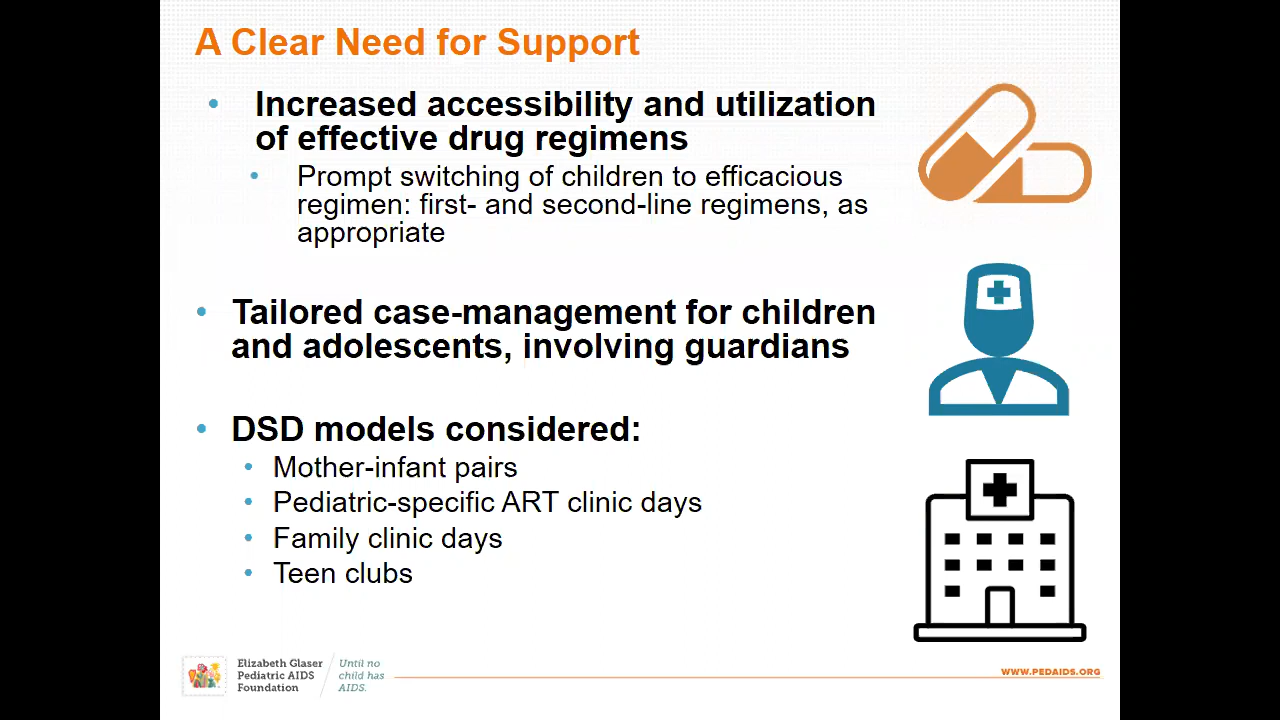 A Clear Need for Support
• Increased accessibility and utilization
of effective drug regimens
• Prompt switching of children to efficacious
regimen: first- and second-line regimens, as
appropriate
• Tailored case-management for children
and adolescents, involving guardians
• DSD models considered:
• Mother-infant pairs
• Pediatric-specific ART clinic days
• Family clinic days
• Teen clubs
Elizabeth Glaser
Pediatric AIDS
Foundation
Until no
child has
AIDS.
WWW.PEDAIDS.ORG